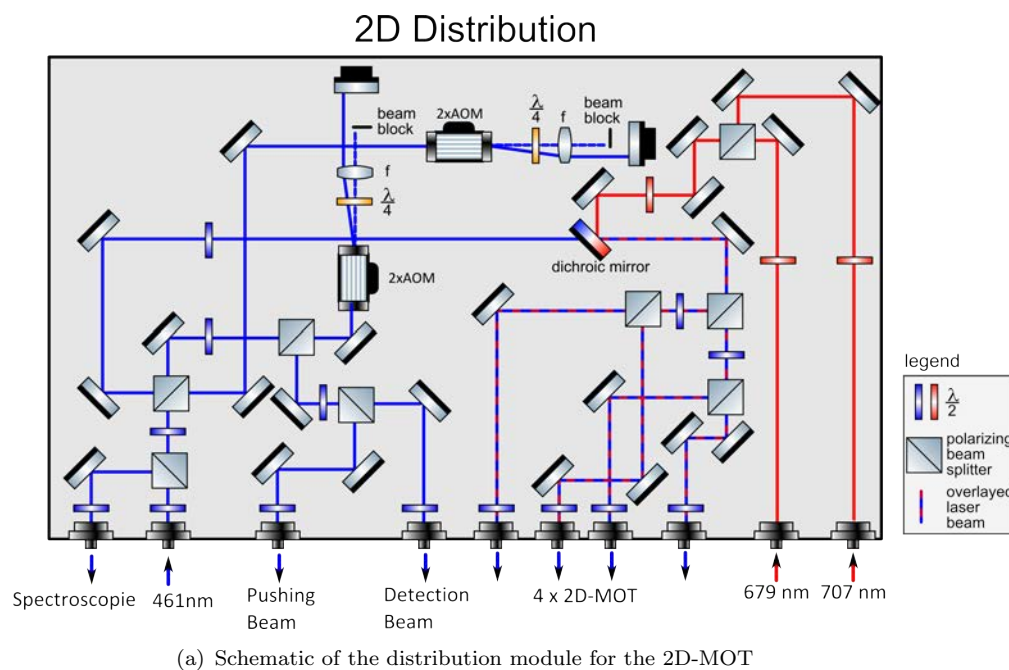 2D Distribution
beam
block
2xAOM
λ
4
f
beam
block
f
λ
4
2xAOM
dichroic mirror
legend
λ
2
polarizing
beam
splitter
overlayed
laser
beam
Spectroscopie
461nm
Pushing
Beam
Detection
Beam
4 x 2D-MOT
679 nm
707 nm
(a) Schematic of the distribution module for the 2D-MOT